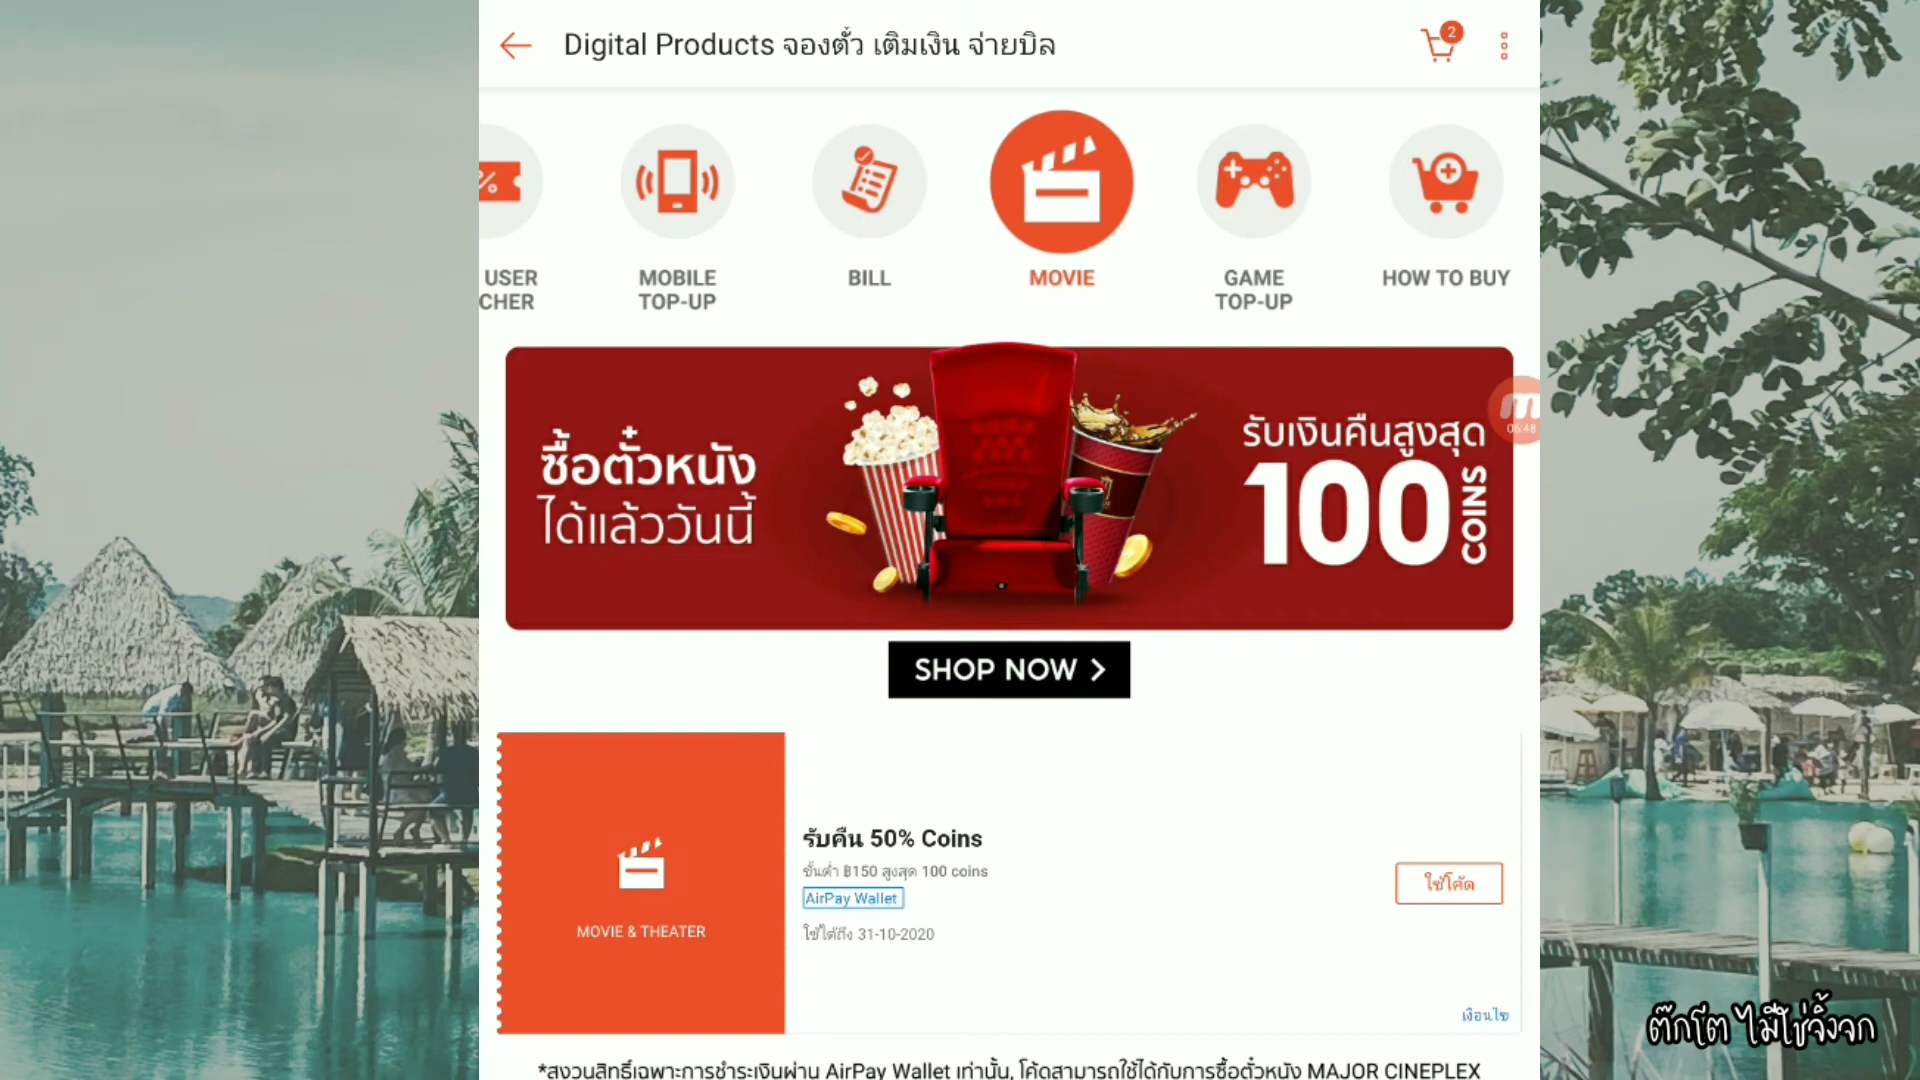 Digital Products จองตั๋ว เติมเงิน จ่ายบิล
2
USER
CHER
MOBILE
TOP-UP
BILL
MOVIE
GAME
TOP-UP
HOW TO BUY
ซื้อตั๋วหนัง
ได้แล้ววันนี้
รับเงินคืนสูงสุด
100
COINS
06:48
SHOP NOW >
MOVIE & THEATER
รับคืน 50% Coins
ขั้นต่ำ ฿150 สูงสุด 100 coins
AirPay Wallet
ใช้ได้ถึง 31-10-2020
ใช้โค้ด
เงื่อนไข
ต๊กโต ไม่ใช่จิ้งจก
*สงวนสิทธิ์เฉพาะการชำระเงินผ่าน AirPay Wallet เท่านั้น, โค้ดสามารถใช้ได้กับการซื้อตั๋วหนัง MAJOR CINEPLEX